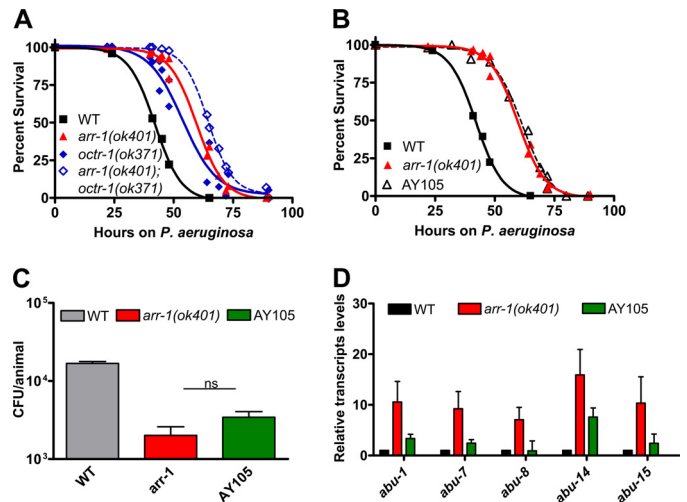 A
100
75
50
25
0
Percent Survival
WT
arr-1(ok401)
octr-1(ok371)
arr-1(ok401);
octr-1(ok371)
0 25 50 75 100
Hours on P. aeruginosa
B
100
75
50
25
0
Percent Survival
WT
arr-1(ok401)
AY105
0 25 50 75 100
Hours on P. aeruginosa
C
10^5
10^4
10^3
CFU/animal
WT arr-1(ok401) AY105
ns
WT arr-1 AY105
D
30
20
10
0
Relative transcripts levels
WT arr-1(ok401) AY105
abu-1 abu-7 abu-8 abu-14 abu-15